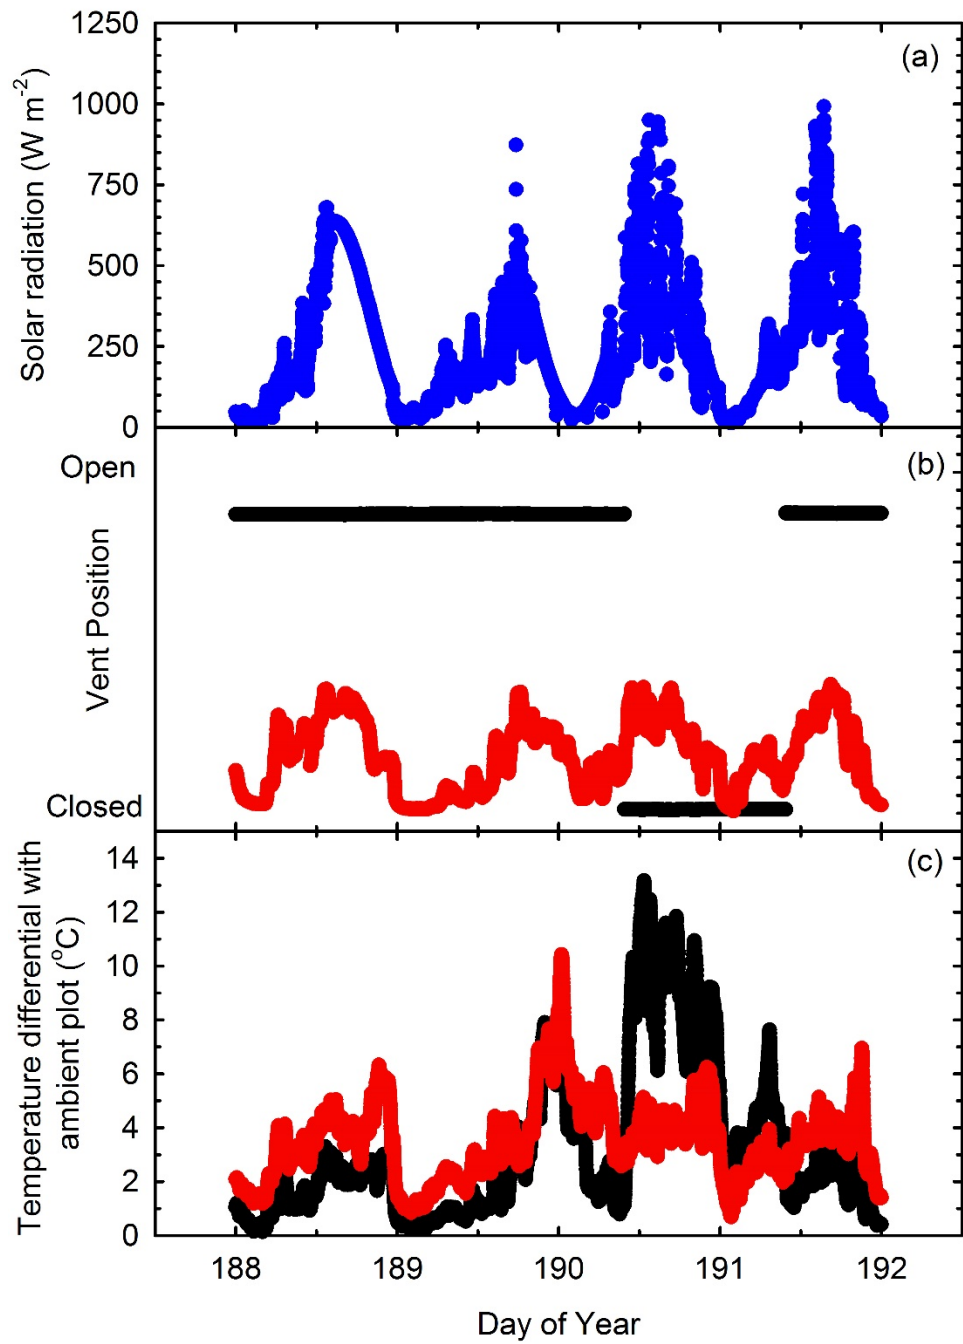 1250
(a)
1000
750
500
250
0
Solar radiation (W m-2)
Open
(b)
Vent Position
Closed
14
(c)
12
10
8
6
4
2
0
Temperature differential with
ambient plot (oC)
188
189
190
191
192
Day of Year